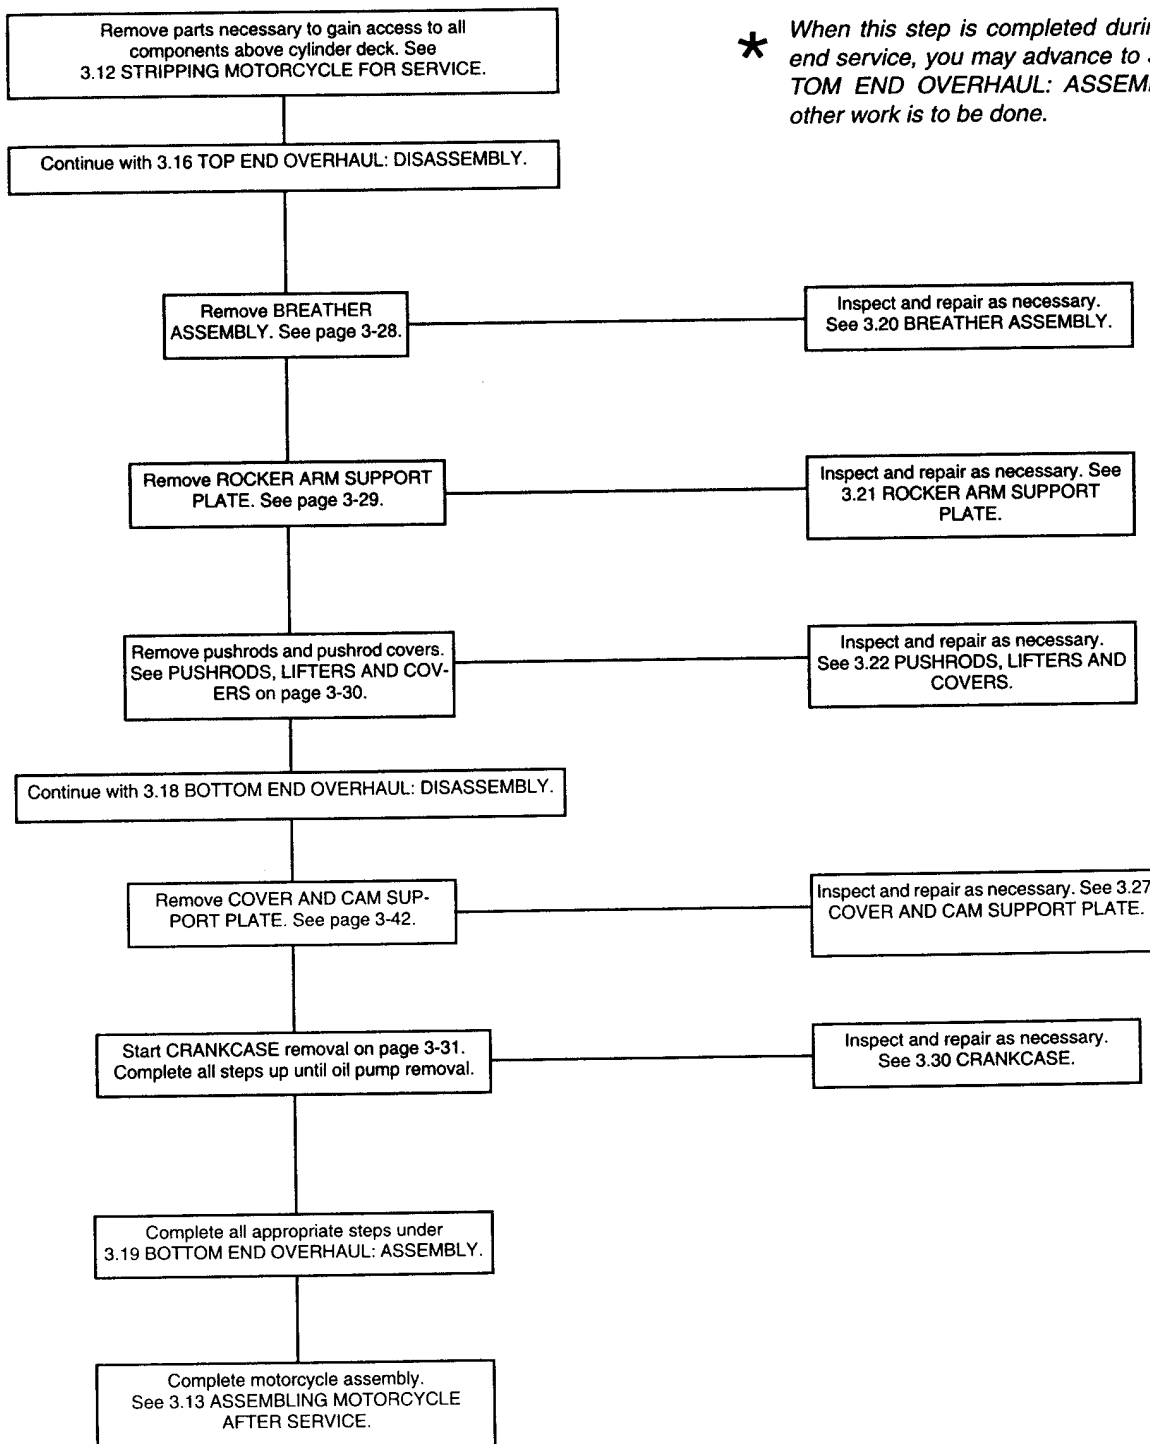 Remove parts necessary to gain access to all
components above cylinder deck. See
3.12 STRIPPING MOTORCYCLE FOR SERVICE.
* When this step is completed
end service, you may advance to
TOM END OVERHAUL:
other work is to be done.
Continue with 3.16 TOP END OVERHAUL: DISASSEMBLY.
Remove BREATHER
ASSEMBLY. See page 3-28.
Inspect and repair as necessary.
See 3.20 BREATHER ASSEMBLY.
Remove ROCKER ARM SUPPORT
PLATE. See page 3-29.
Inspect and repair as necessary. See
3.21 ROCKER ARM SUPPORT
PLATE.
Remove pushrods and pushrod covers.
See PUSHRODS, LIFTERS AND COV-
ERS on page 3-30.
Inspect and repair as necessary.
See 3.22 PUSHRODS, LIFTERS AND
COVERS.
Continue with 3.18 BOTTOM END OVERHAUL: DISASSEMBLY.
Remove COVER AND CAM SUP-
PORT PLATE. See page 3-42.
Inspect and repair as necessary. See 3.27
COVER AND CAM SUPPORT PLATE.
Start CRANKCASE removal on page 3-31.
Complete all steps up until oil pump removal.
Inspect and repair as necessary.
See 3.30 CRANKCASE.
Complete all appropriate steps under
3.19 BOTTOM END OVERHAUL: ASSEMBLY.
Complete motorcycle assembly.
See 3.13 ASSEMBLING MOTORCYCLE
AFTER SERVICE.